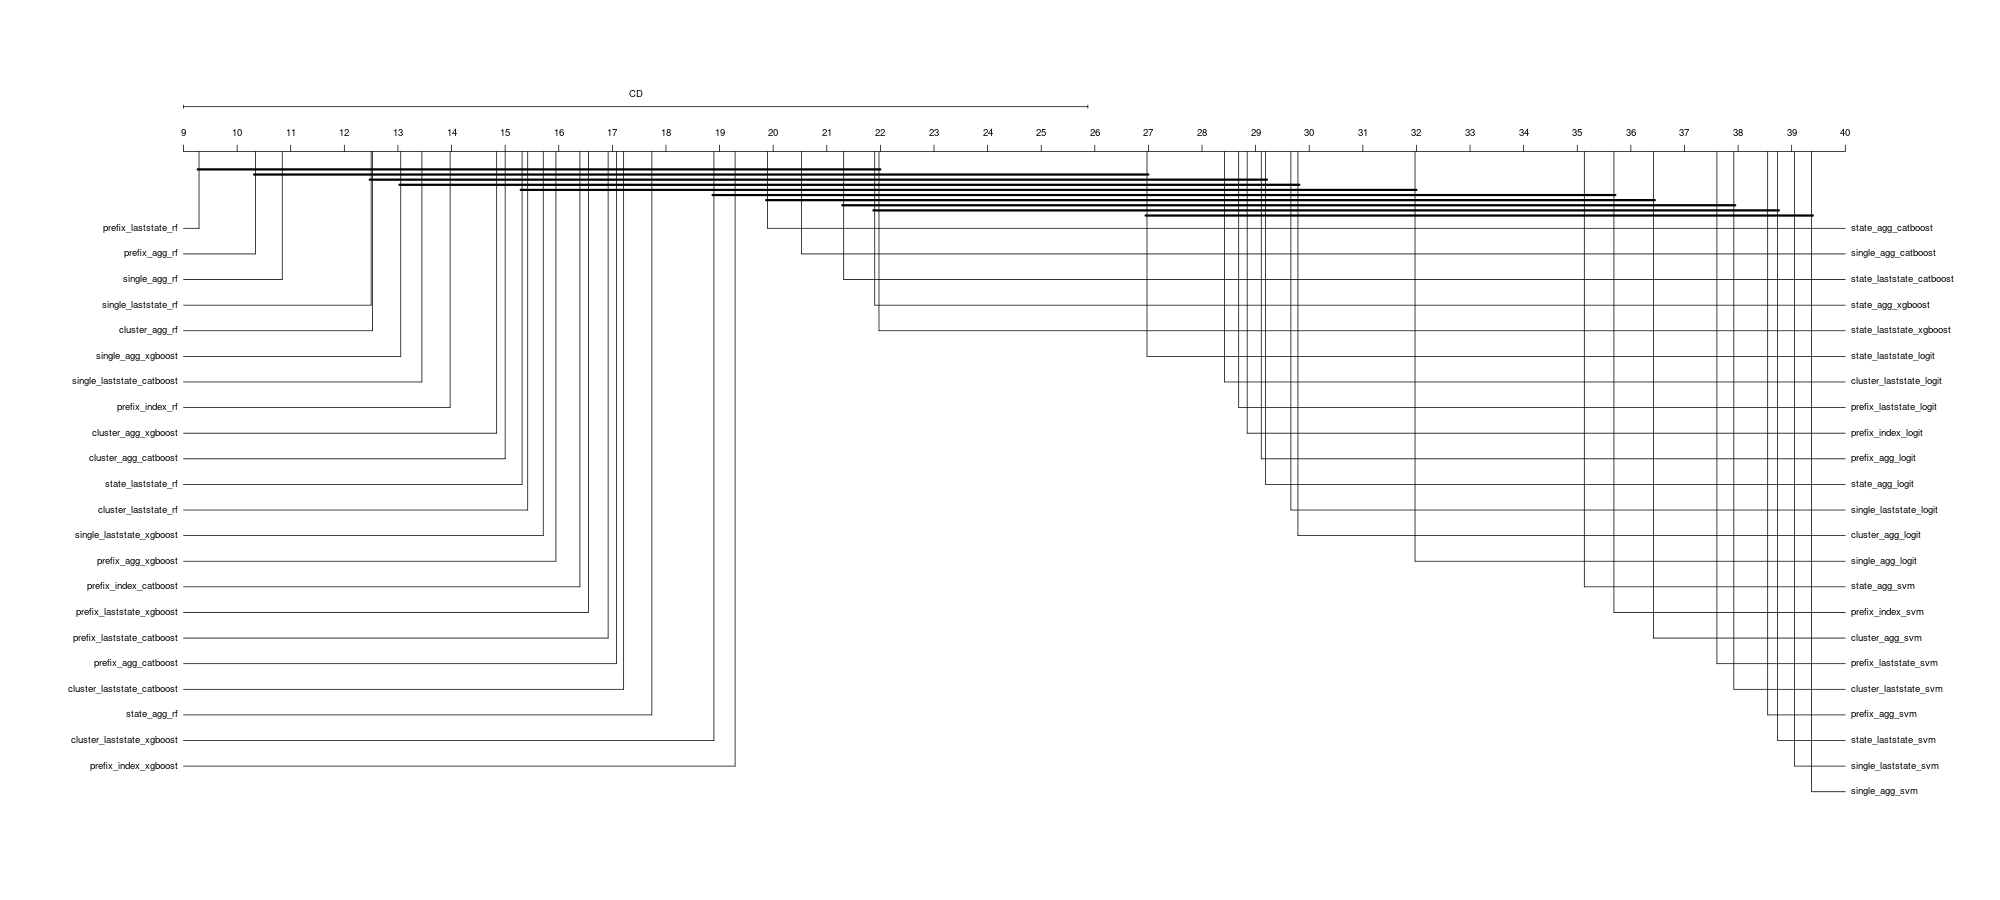 CD
9 10 11 12 13 14 15 16 17 18 19 20 21 22 23 24 25 26 27 28 29 30 31 32 33 34 35 36 37 38 39 40
prefix_laststate_rf
prefix_agg_rf
single_agg_rf
single_laststate_rf
cluster_agg_rf
single_agg_xgboost
single_laststate_catboost
prefix_index_rf
cluster_agg_xgboost
cluster_agg_catboost
state_laststate_rf
cluster_laststate_rf
single_laststate_xgboost
prefix_agg_xgboost
prefix_index_catboost
prefix_laststate_xgboost
prefix_laststate_catboost
prefix_agg_catboost
cluster_laststate_catboost
state_agg_rf
cluster_laststate_xgboost
prefix_index_xgboost
state_agg_catboost
single_agg_catboost
state_laststate_catboost
state_agg_xgboost
state_laststate_xgboost
state_laststate_logit
cluster_laststate_logit
prefix_laststate_logit
prefix_index_logit
prefix_agg_logit
state_agg_logit
single_laststate_logit
cluster_agg_logit
single_agg_logit
state_agg_svm
prefix_index_svm
cluster_agg_svm
prefix_laststate_svm
cluster_laststate_svm
prefix_agg_svm
state_laststate_svm
single_laststate_svm
single_agg_svm